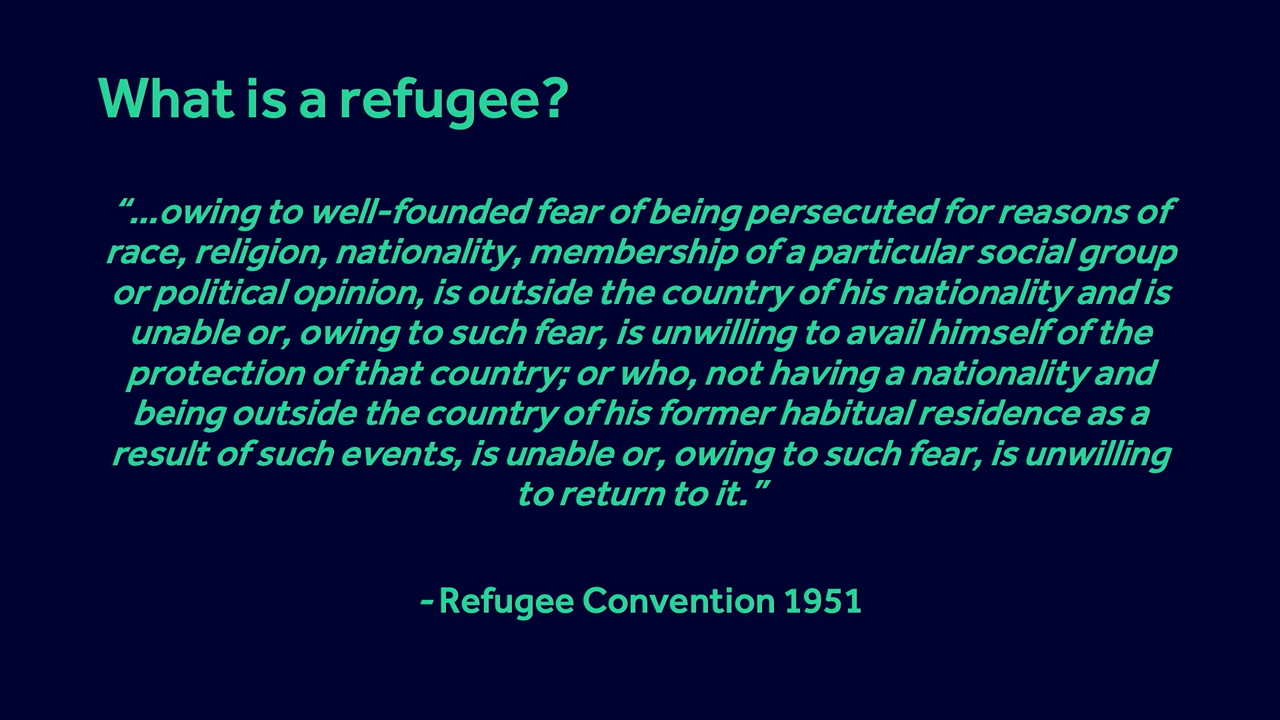 What is a refugee?
“...owing to well-founded fear of being persecuted for reasons of
race, religion, nationality, membership of a particular social group
or political opinion, is outside the country of his nationality and is
unable or, owing to such fear, is unwilling to avail himself of the
protection of that country; or who, not having a nationality and
being outside the country of his former habitual residence as a
result of such events, is unable or, owing to such fear, is unwilling
to return to it.”
- Refugee Convention 1951